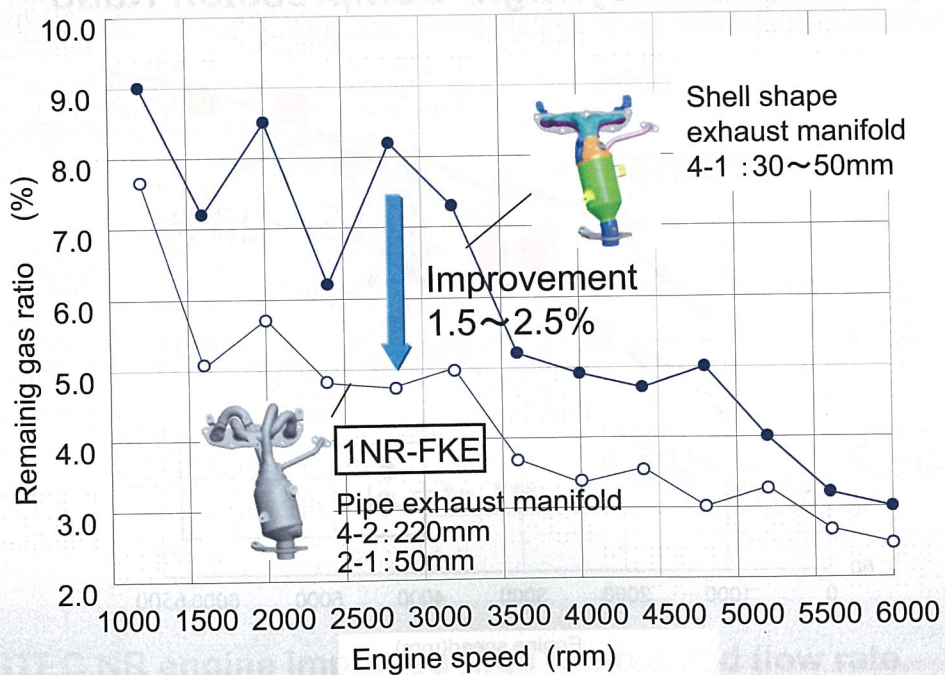 10.0
9.0
8.0
7.0
6.0
5.0
4.0
3.0
2.0
Remainig gas ratio (%)
Shell shape
exhaust manifold
4-1 :30～50mm
Improvement
1.5～2.5%
1NR-FKE
Pipe exhaust manifold
4-2:220mm
2-1:50mm
1000 1500 2000 2500 3000 3500 4000 4500 5000 5500 6000
Engine speed (rpm)